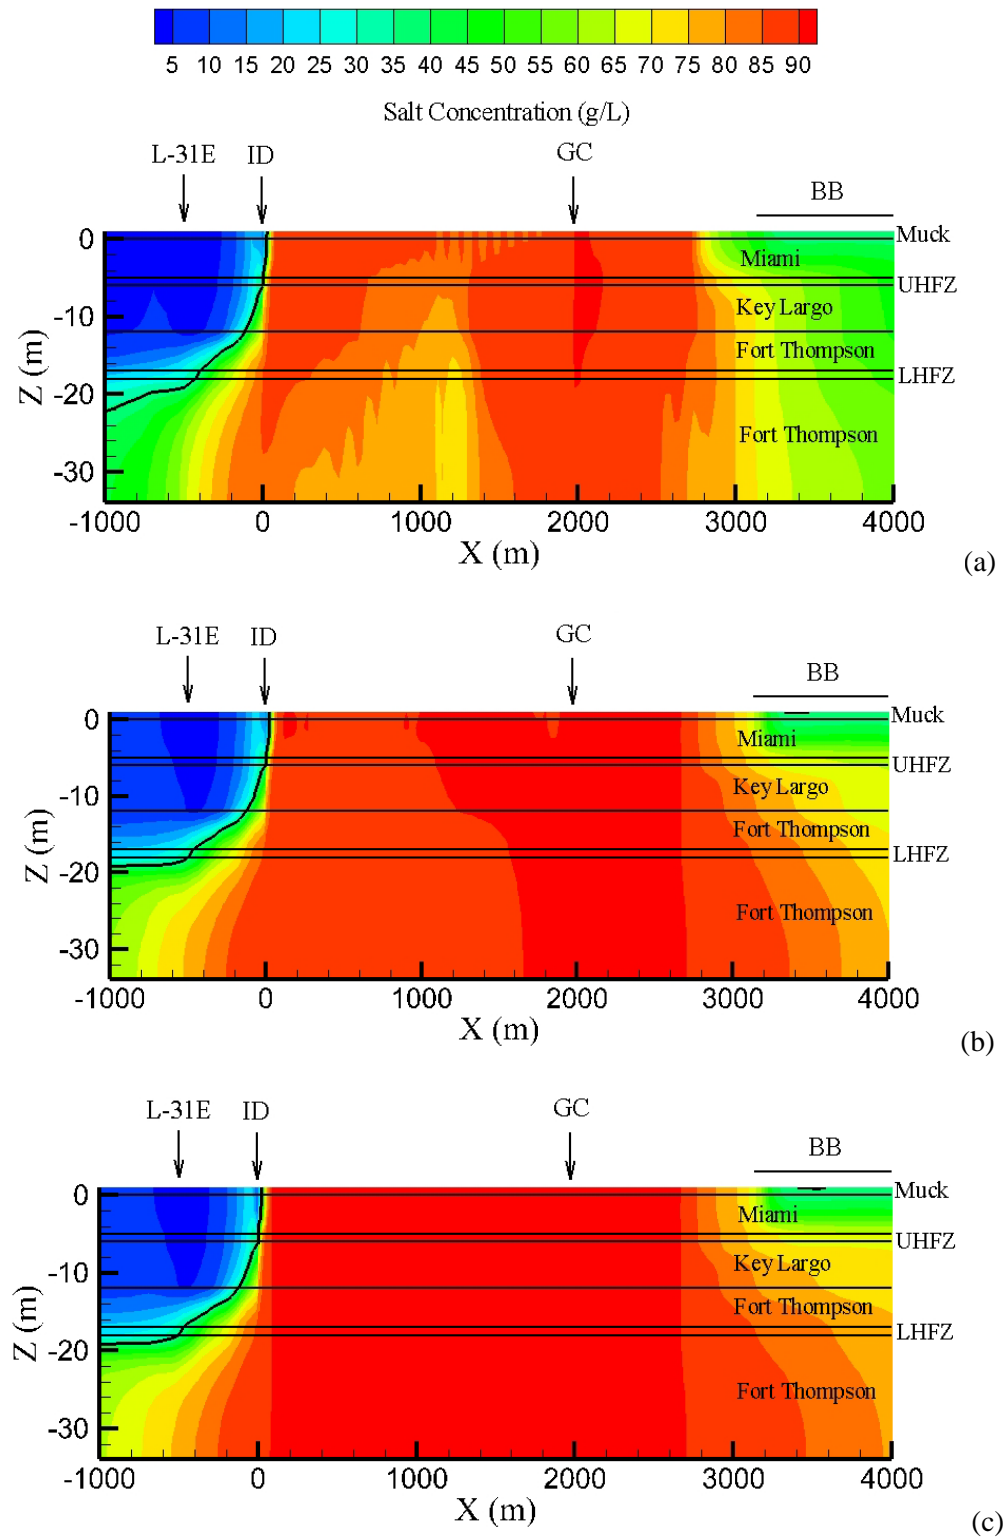 5 10 15 20 25 30 35 40 45 50 55 60 65 70 75 80 85 90
Salt Concentration (g/L)
L-31E ID GC BB
0 Muck
Miami
UHFZ
-10 Key Largo
Fort Thompson
LHFZ
-20
Fort Thompson
-30
Z (m)
-1000 0 1000 2000 3000 4000
X (m)
(a)
L-31E ID GC BB
0 Muck
Miami
UHFZ
-10 Key Largo
Fort Thompson
LHFZ
-20
Fort Thompson
-30
Z (m)
-1000 0 1000 2000 3000 4000
X (m)
(b)
L-31E ID GC BB
0 Muck
Miami
UHFZ
-10 Key Largo
Fort Thompson
LHFZ
-20
Fort Thompson
-30
Z (m)
-1000 0 1000 2000 3000 4000
X (m)
(c)